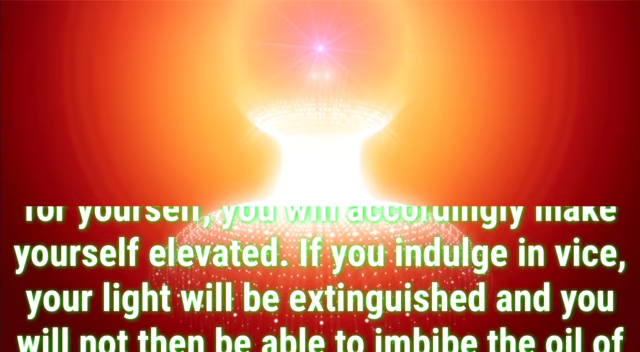 for yourself, you will accordingly make
yourself elevated. If you indulge in vice,
your light will be extinguished and you
will not then be able to imbibe the oil of